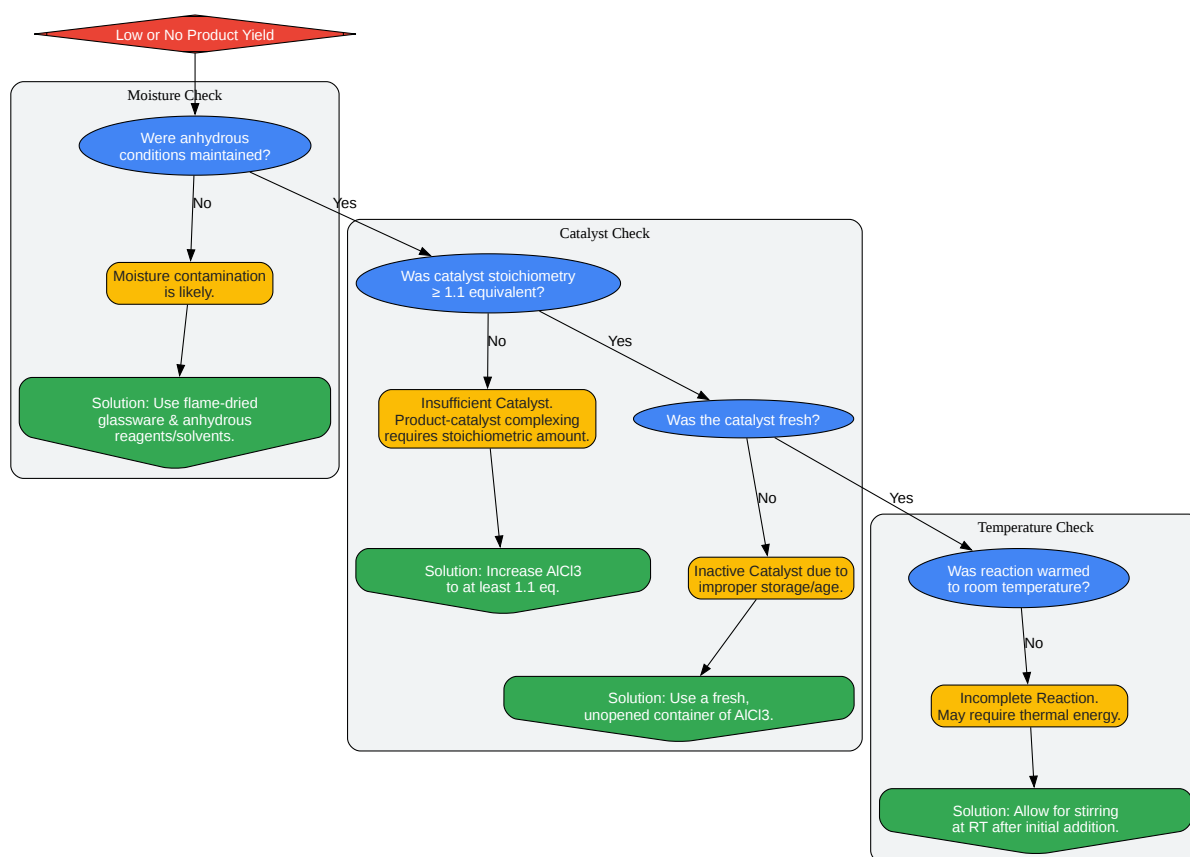 Low or No Product Yield
Moisture Check
Were anhydrous
conditions maintained?
No
Yes
Moisture contamination
is likely.
Solution: Use flame-dried
glassware & anhydrous
reagents/solvents.
Catalyst Check
Was catalyst stoichiometry
≥ 1.1 equivalent?
No
Yes
Insufficient Catalyst.
Product-catalyst complexing
requires stoichiometric amount.
Solution: Increase AlCl3
to at least 1.1 eq.
Was the catalyst fresh?
No
Yes
Inactive Catalyst due to
improper storage/age.
Solution: Use a fresh,
unopened container of AlCl3.
Temperature Check
Was reaction warmed
to room temperature?
No
Incomplete Reaction.
May require thermal energy.
Solution: Allow for stirring
at RT after initial addition.